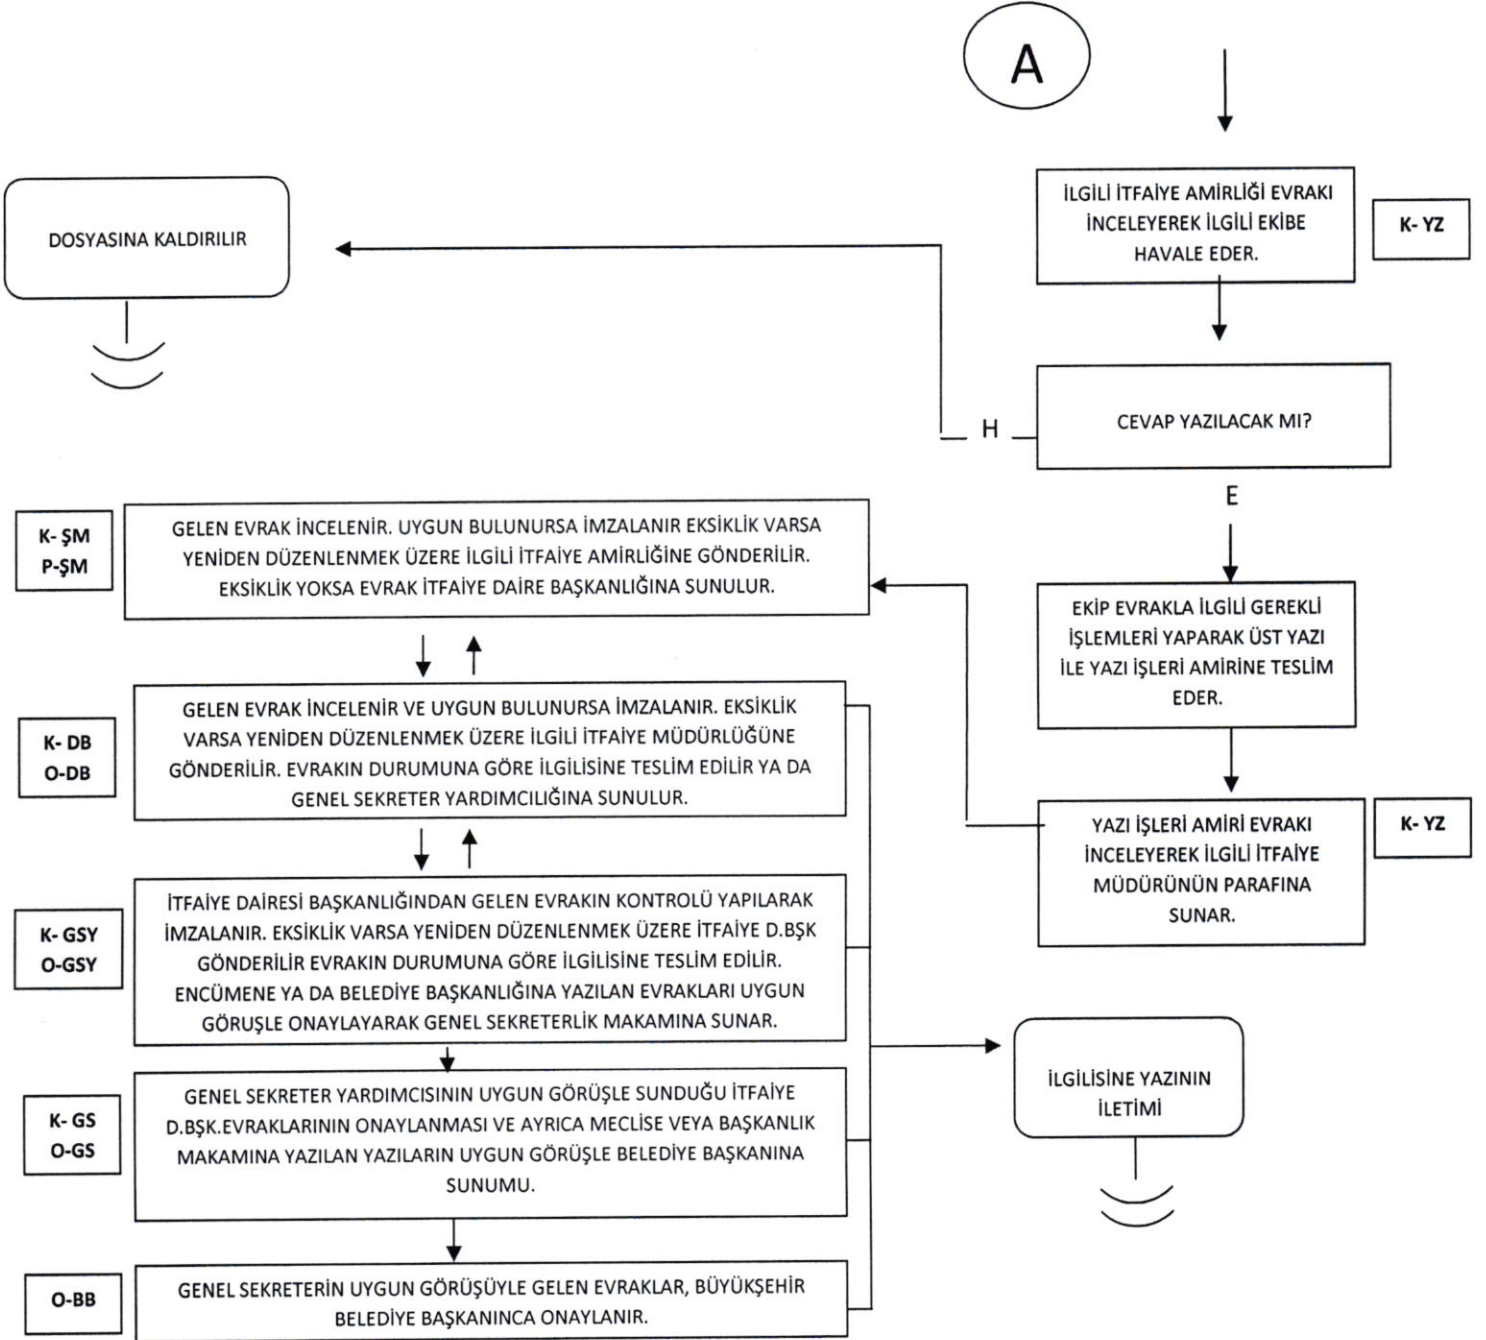 A
İLGİLİ İTFAİYE AMİRLİĞİ EVRAKI
İNCELEYEREK İLGİLİ EKİBE
HAVALE EDER.
K- YZ
DOSYASINA KALDIRILIR
CEVAP YAZILACAK MI?
H
E
EKİP EVRAKLA İLGİLİ GEREKLİ
İŞLEMLERİ YAPARAK ÜST YAZI
İLE YAZI İŞLERİ AMİRİNE TESLİM
EDER.
YAZI İŞLERİ AMİRİ EVRAKI
İNCELEYEREK İLGİLİ İTFAİYE
MÜDÜRÜNÜN PARAFINA
SUNAR.
K- YZ
K- ŞM
P-ŞM
GELEN EVRAK İNCELENİR. UYGUN BULUNURSA İMZALANIR EKSİKLİK VARSA
YENİDEN DÜZENLENMEK ÜZERE İLGİLİ İTFAİYE AMİRLİĞİNE GÖNDERİLİR.
EKSİKLİK YOKSA EVRAK İTFAİYE DAİRE BAŞKANLIĞINA SUNULUR.
K- DB
O-DB
GELEN EVRAK İNCELENİR VE UYGUN BULUNURSA İMZALANIR. EKSİKLİK
VARSA YENİDEN DÜZENLENMEK ÜZERE İLGİLİ İTFAİYE MÜDÜRLÜĞÜNE
GÖNDERİLİR. EVRAKIN DURUMUNA GÖRE İLGİLİSİNE TESLİM EDİLİR YA DA
GENEL SEKRETER YARDIMCILIĞINA SUNULUR.
K- GSY
O-GSY
İTFAİYE DAİRESİ BAŞKANLIĞINDAN GELEN EVRAKIN KONTROLÜ YAPILARAK
İMZALANIR. EKSİKLİK VARSA YENİDEN DÜZENLENMEK ÜZERE İTFAİYE D.BŞK
GÖNDERİLİR EVRAKIN DURUMUNA GÖRE İLGİLİSİNE TESLİM EDİLİR.
ENCÜMENE YA DA BELEDİYE BAŞKANLIĞINA YAZILAN EVRAKLARI UYGUN
GÖRUŞLE ONAYLAYARAK GENEL SEKRETERLİK MAKAMINA SUNAR.
K- GS
O-GS
GENEL SEKRETER YARDIMCISININ UYGUN GÖRÜŞLE SUNDUĞU İTFAİYE
D.BŞK.EVRAKLARININ ONAYLANMASI VE AYRICA MECLİSE VEYA BAŞKANLIK
MAKAMINA YAZILAN YAZILARIN UYGUN GÖRÜŞLE BELEDİYE BAŞKANINA
SUNUMU.
O-BB
GENEL SEKRETERİN UYGUN GÖRÜŞÜYLE GELEN EVRAKLAR, BÜYÜKŞEHİR
BELEDİYE BAŞKANINCA ONAYLANIR.
İLGİLİSİNE YAZININ
İLETİMİ